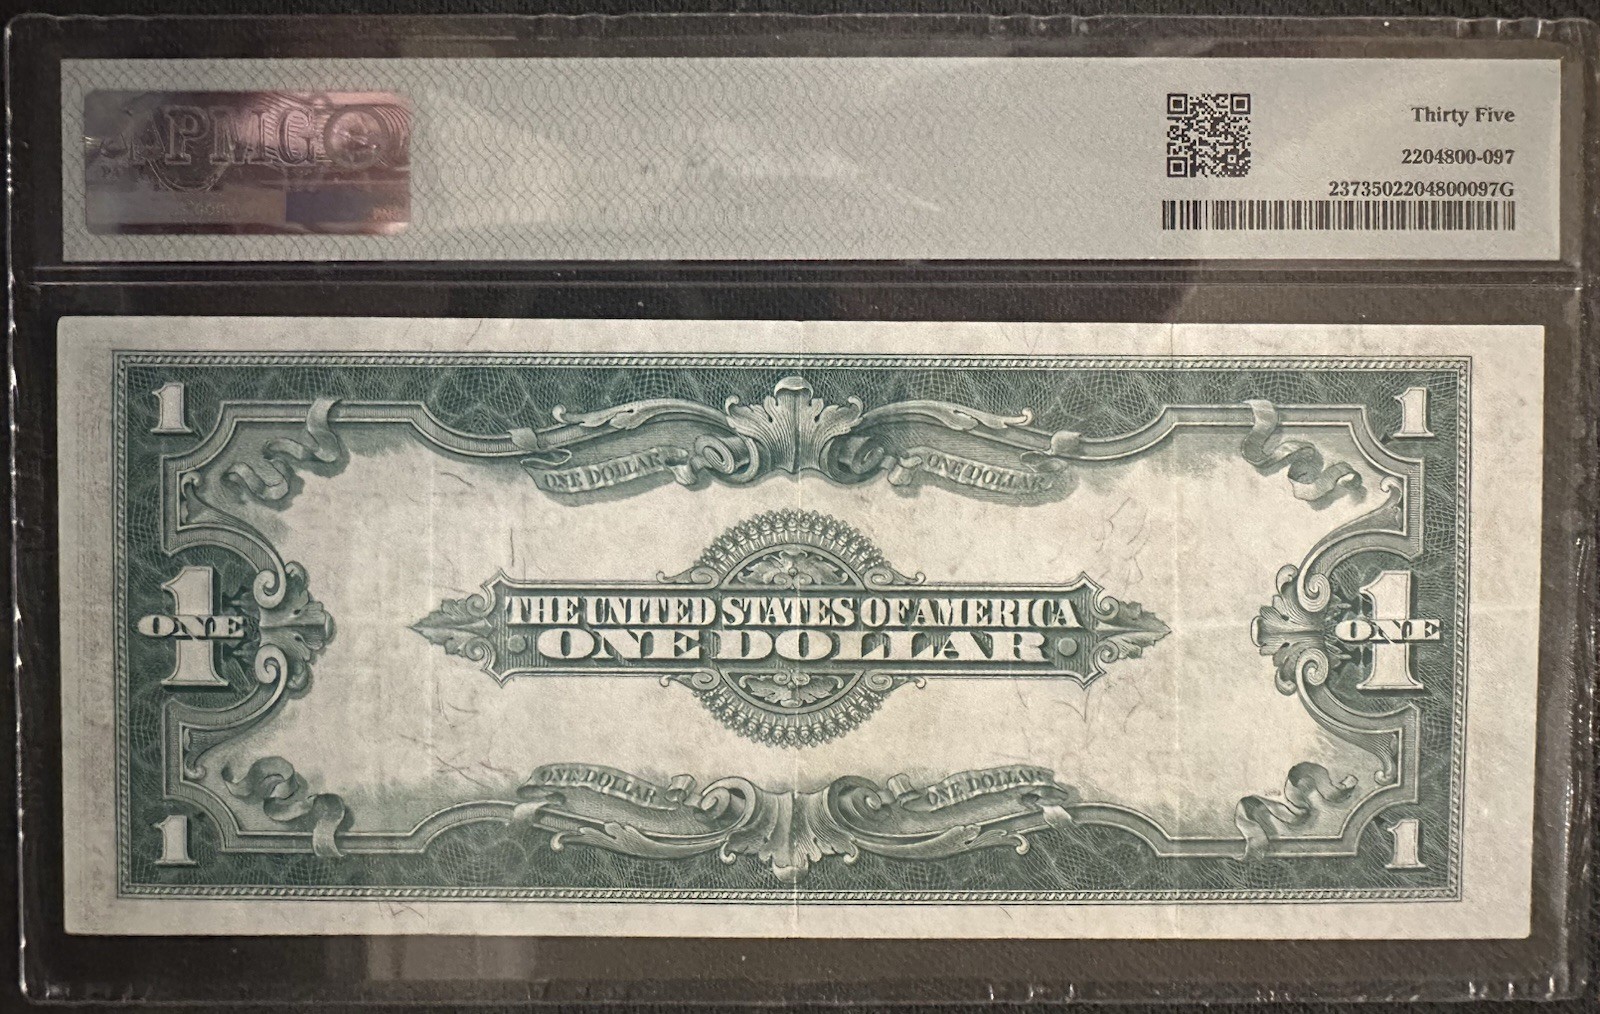 PMG
Thirty Five
2204800-097
2373502204800097G
1
1
ONE DOLLAR
ONE DOLLAR
1
ONE
THE UNITED STATES OF AMERICA
ONE DOLLAR
1
ONE
ONE DOLLAR
ONE DOLLAR
1
1